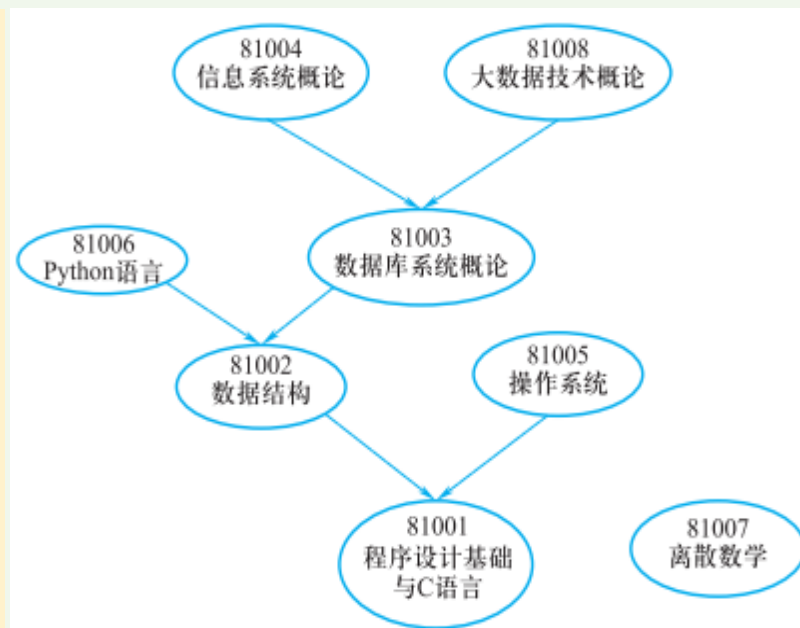 81004
信息系统概论
81008
大数据技术概论
81006
Python语言
81003
数据库系统概论
81002
数据结构
81005
操作系统
81001
程序设计基础
与C语言
81007
离散数学